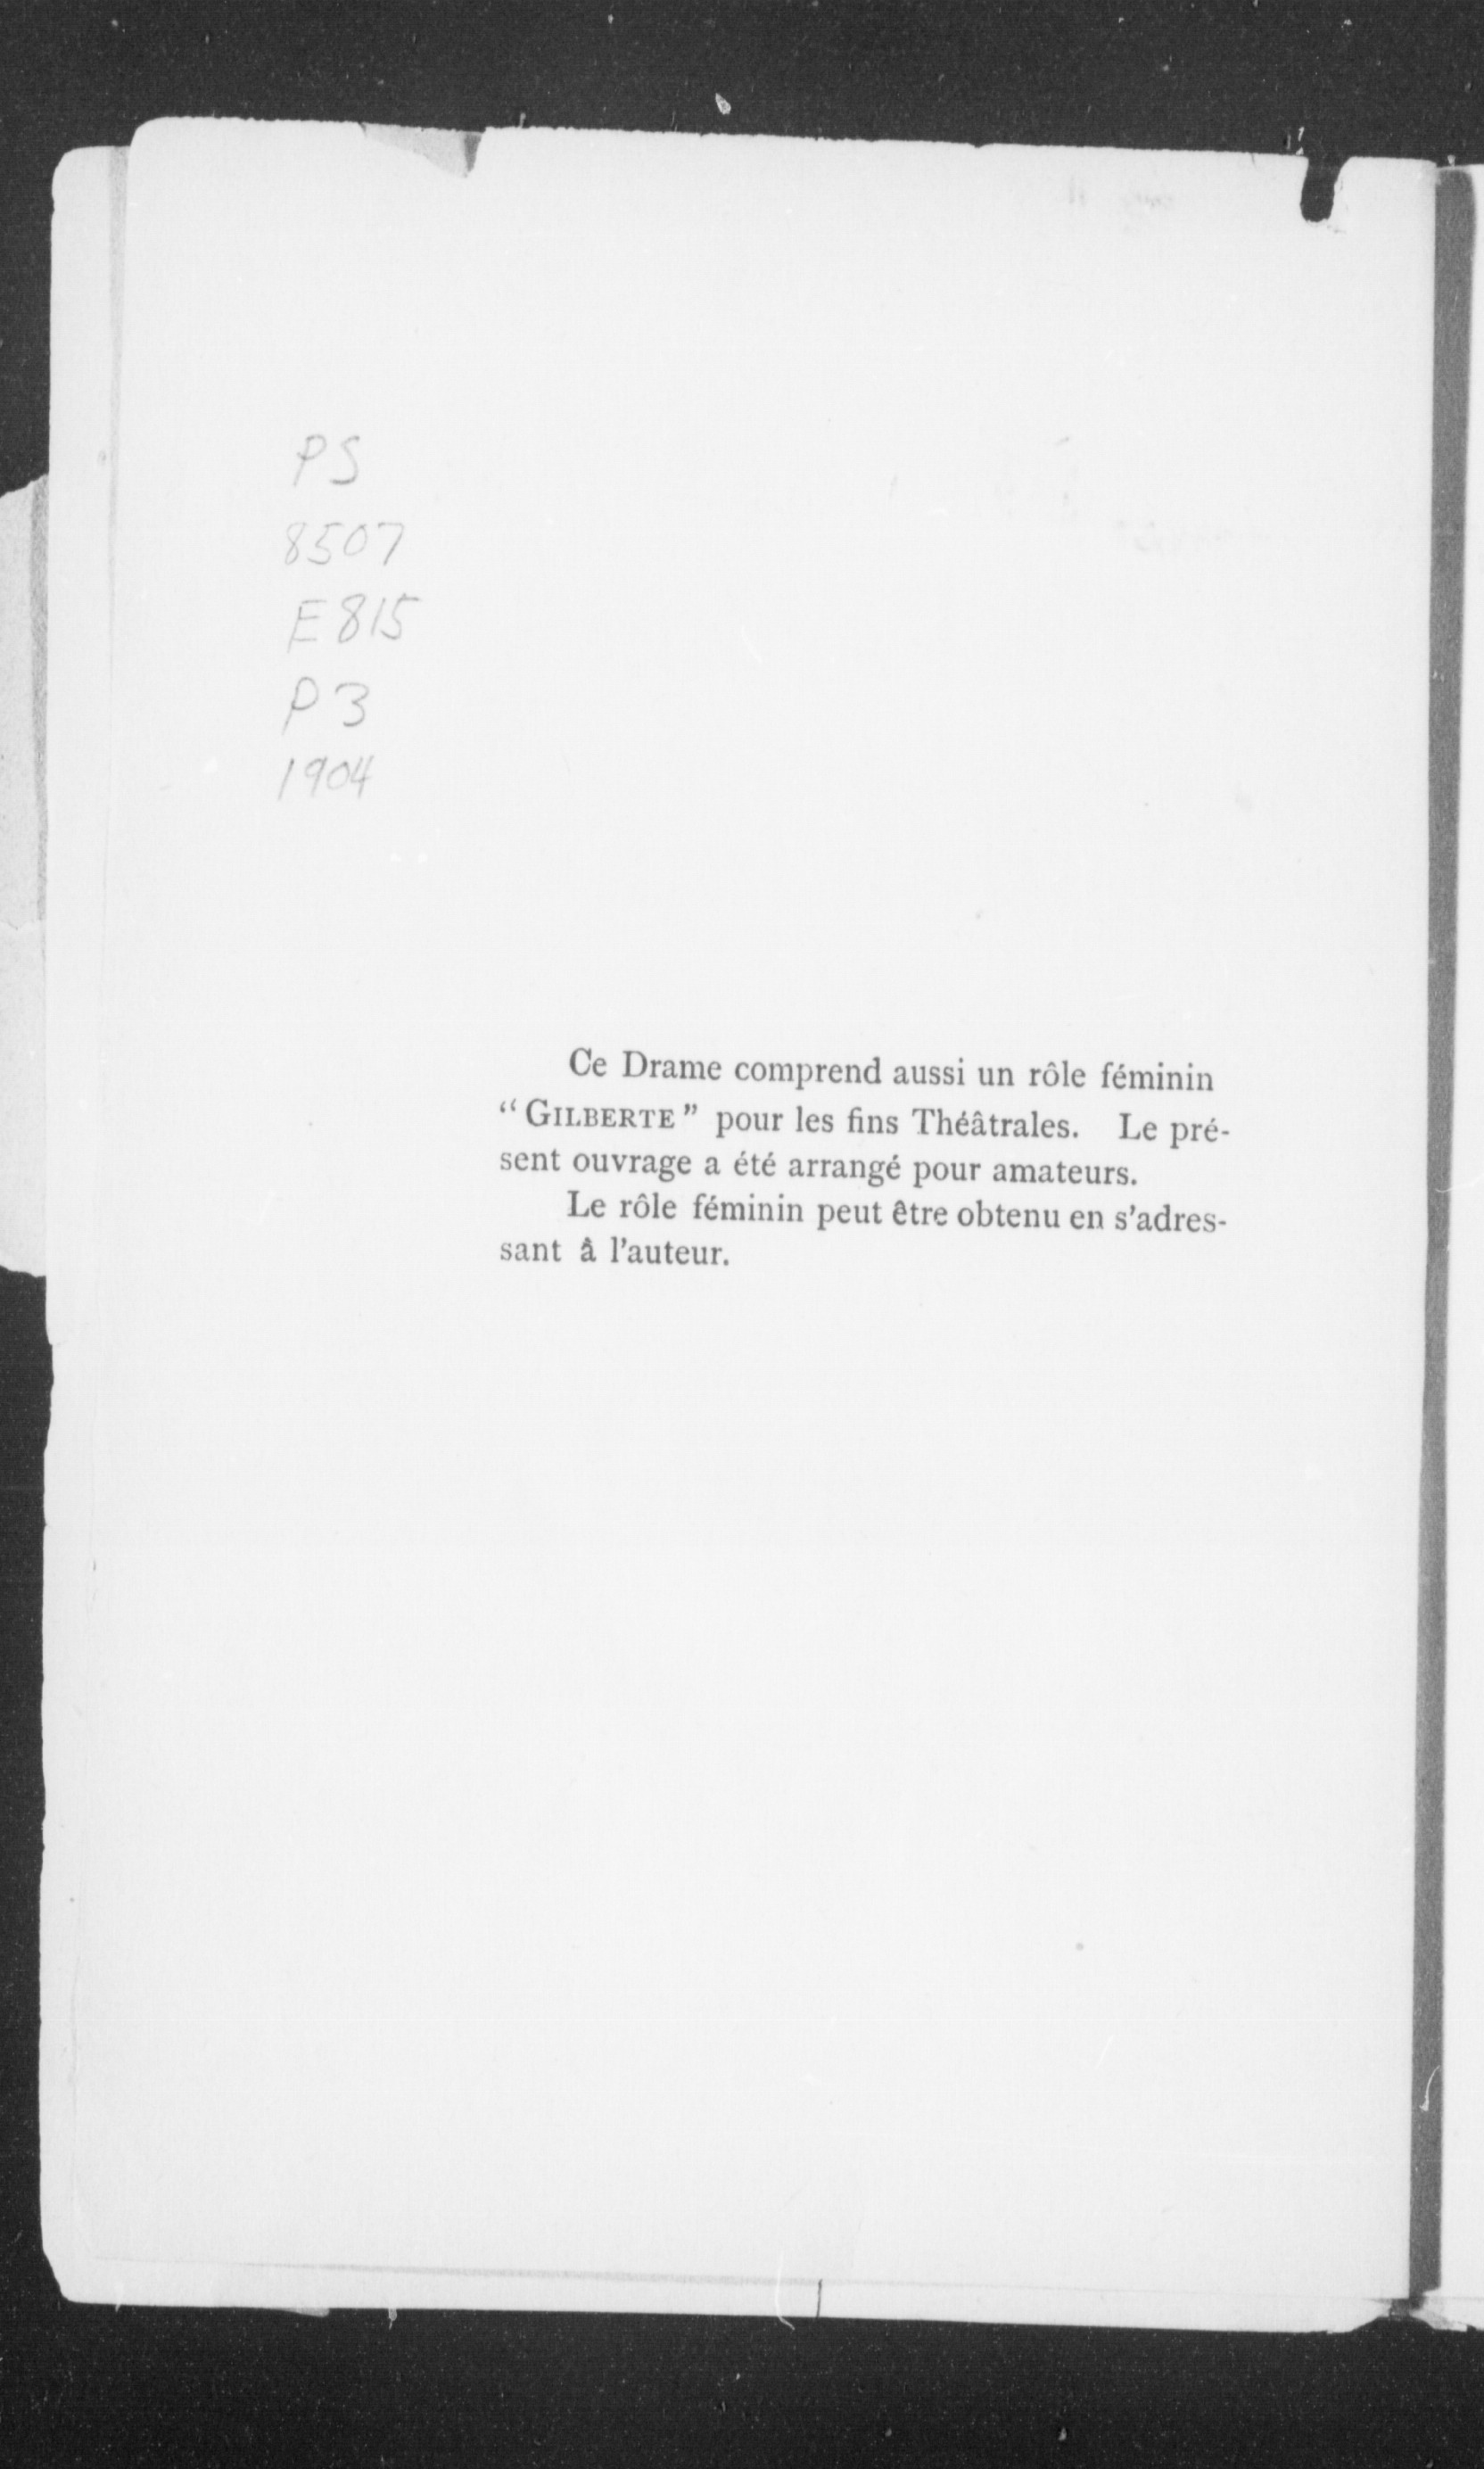 PS
8507
E815
P3
1904
Ce Drame comprend aussi un rôle féminin
“GILBERTE” pour les fins Théâtrales. Le pré-
sent ouvrage a été arrangé pour amateurs.
Le rôle féminin peut être obtenu en s'adres-
sant â l'auteur.